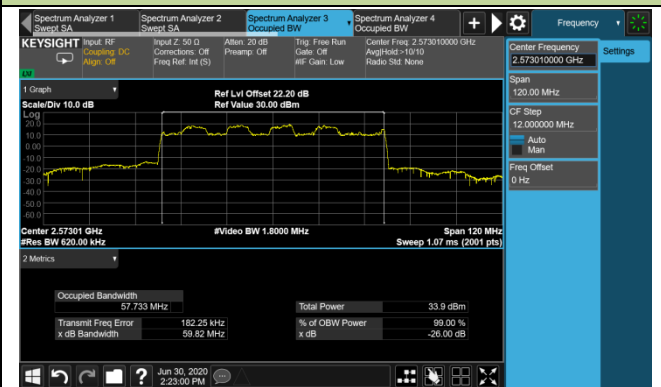 Spectrum Analyzer 1
Swept SA
Spectrum Analyzer 2
Swept SA
Spectrum Analyzer 3
Occupied BW
Spectrum Analyzer 4
Occupied BW
Frequency
KEYSIGHT
Input: RF
Coupling: DC
Align: Off
Input Z: 50 Ω
Corrections: Off
Freq Ref: Int (S)
Atten: 20 dB
Preamp: Off
Trig: Free Run
Gate: Off
#IF Gain: Low
Center Freq: 2.573010000 GHz
Avg|Hold:>10/10
Radio Std: None
Center Frequency
2.573010000 GHz
Settings
Span
120.00 MHz
CF Step
12.000000 MHz
Auto
Man
Freq Offset
0 Hz
1 Graph
Scale/Div 10.0 dB
Ref Lvl Offset 22.20 dB
Ref Value 30.00 dBm
Log
20.0
10.0
0.00
-10.0
-20.0
-30.0
-40.0
-50.0
-60.0
Center 2.57301 GHz
#Res BW 620.00 kHz
#Video BW 1.8000 MHz
Span 120 MHz
Sweep 1.07 ms (2001 pts)
2 Metrics
Occupied Bandwidth
57.733 MHz
Total Power 33.9 dBm
Transmit Freq Error 182.25 kHz
% of OBW Power 99.00 %
x dB Bandwidth 59.82 MHz
x dB -26.00 dB
?
Jun 30, 2020
2:23:00 PM